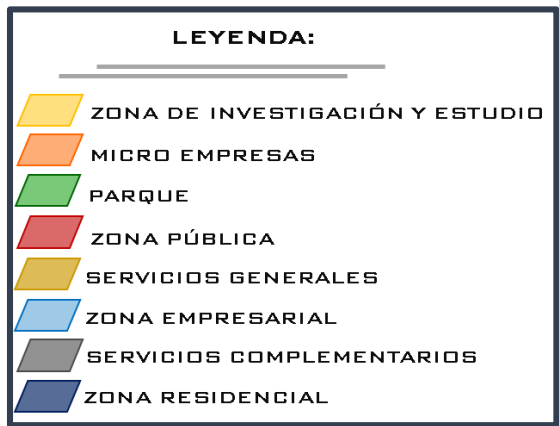 LEYENDA:
ZONA DE INVESTIGACIÓN Y ESTUDIO
MICRO EMPRESAS
PARQUE
ZONA PÚBLICA
SERVICIOS GENERALES
ZONA EMPRESARIAL
SERVICIOS COMPLEMENTARIOS
ZONA RESIDENCIAL